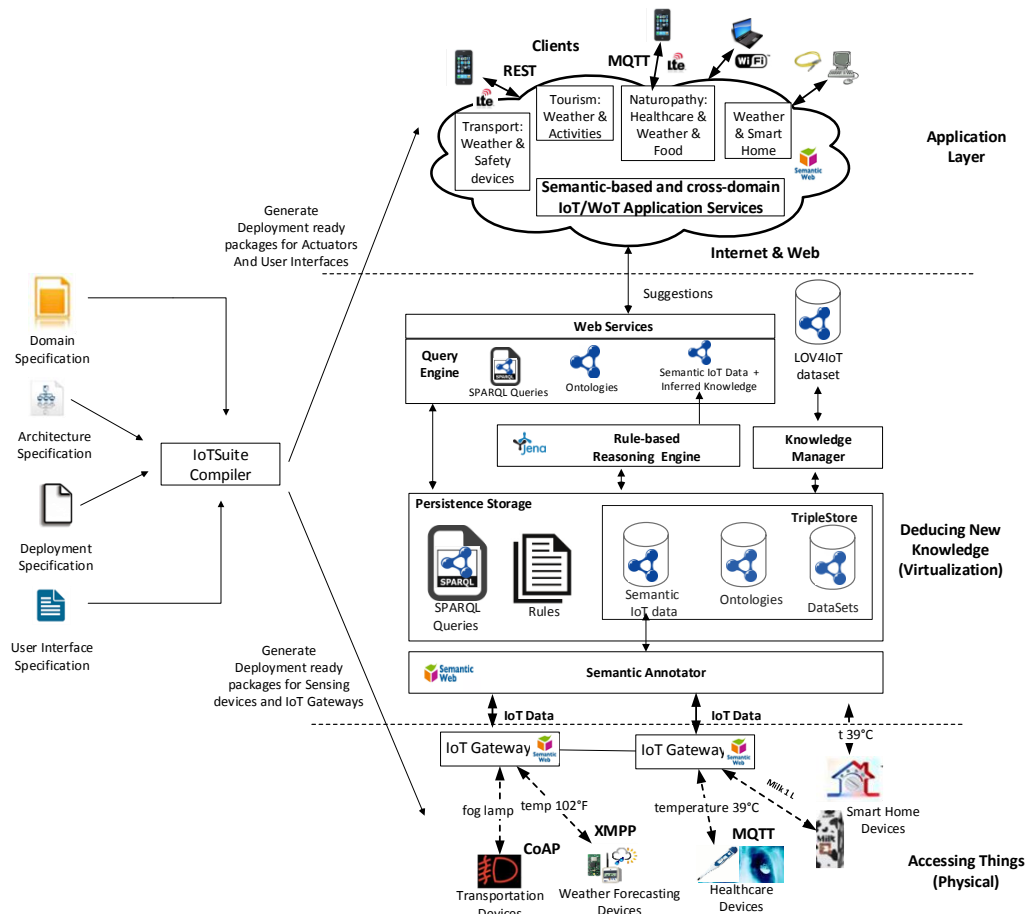 Clients
REST
MQTT
Lte
Lte
WiFi
Transport:
Weather &
Safety
devices
Tourism:
Weather &
Activities
Naturopathy:
Healthcare &
Weather &
Food
Weather
& Smart
Home
Semantic
Web
Semantic-based and cross-domain
IoT/WoT Application Services
Application
Layer
Internet & Web
Generate
Deployment ready
packages for Actuators
And User Interfaces
Suggestions
Domain
Specification
Architecture
Specification
Deployment
Specification
User Interface
Specification
IoTSuite
Compiler
Web Services
Query
Engine
SPARQL
SPARQL Queries
Ontologies
Semantic IoT Data +
Inferred Knowledge
LOV4IoT
dataset
Jena
Rule-based
Reasoning Engine
Knowledge
Manager
Persistence Storage
TripleStore
SPARQL
SPARQL
Queries
Rules
Semantic
IoT data
Ontologies
DataSets
Deducing New
Knowledge
(Virtualization)
Semantic
Web
Semantic Annotator
Generate
Deployment ready
packages for Sensing
devices and IoT Gateways
IoT Data
IoT Data
IoT Gateway
Semantic
Web
IoT Gateway
Semantic
Web
t 39°C
fog lamp
temp 102°F
temperature 39°C
Milk 1 L
Smart Home
Devices
Milk
CoAP
XMPP
MQTT
Transportation
Devices
Weather Forecasting
Devices
Healthcare
Devices
Accessing Things
(Physical)